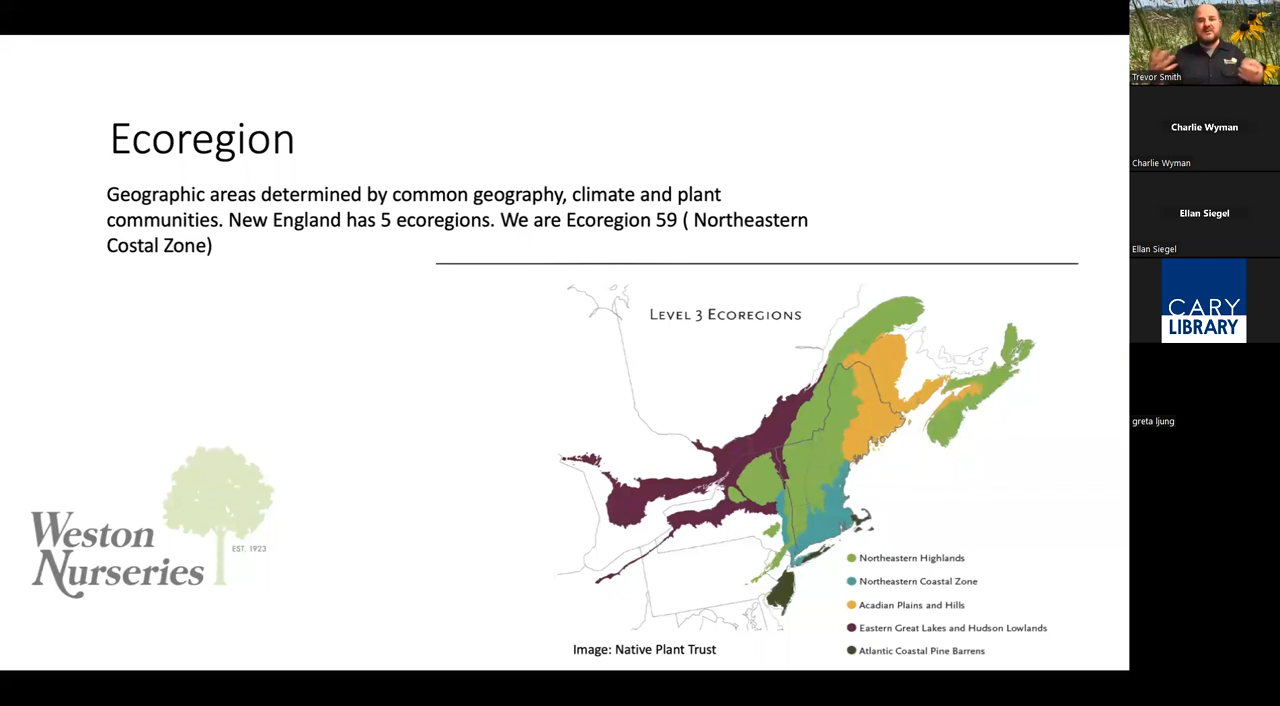 Ecoregion
Geographic areas determined by common geography, climate and plant
communities. New England has 5 ecoregions. We are Ecoregion 59 ( Northeastern
Costal Zone)
LEVEL 3 ECOREGIONS
Northeastern Highlands
Northeastern Coastal Zone
Acadian Plains and Hills
Eastern Great Lakes and Hudson Lowlands
Atlantic Coastal Pine Barrens
Image: Native Plant Trust
Weston
Nurseries
EST. 1923
Trevor Smith
Charlie Wyman
Charlie Wyman
Ellan Siegel
Ellan Siegel
CARY
LIBRARY
greta ljung